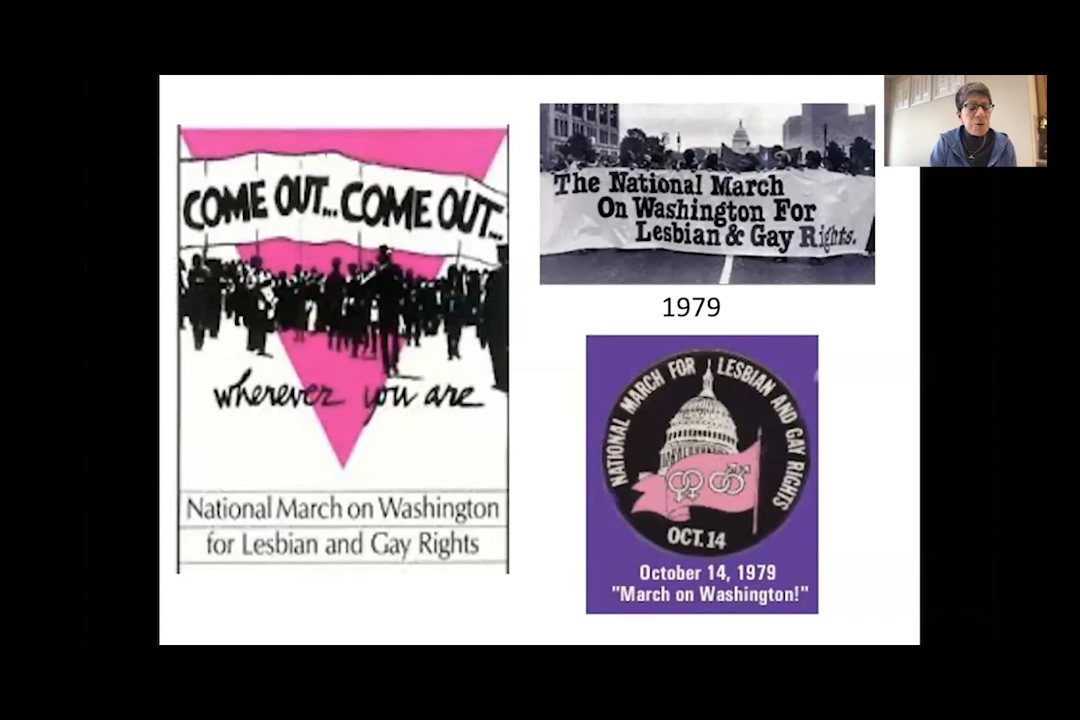 COME OUT...COME OUT...
wherever you are
National March on Washington
for Lesbian and Gay Rights
The National March
On Washington For
Lesbian & Gay Rights.
1979
NATIONAL MARCH FOR LESBIAN AND GAY RIGHTS
OCT. 14
October 14, 1979
"March on Washington!"